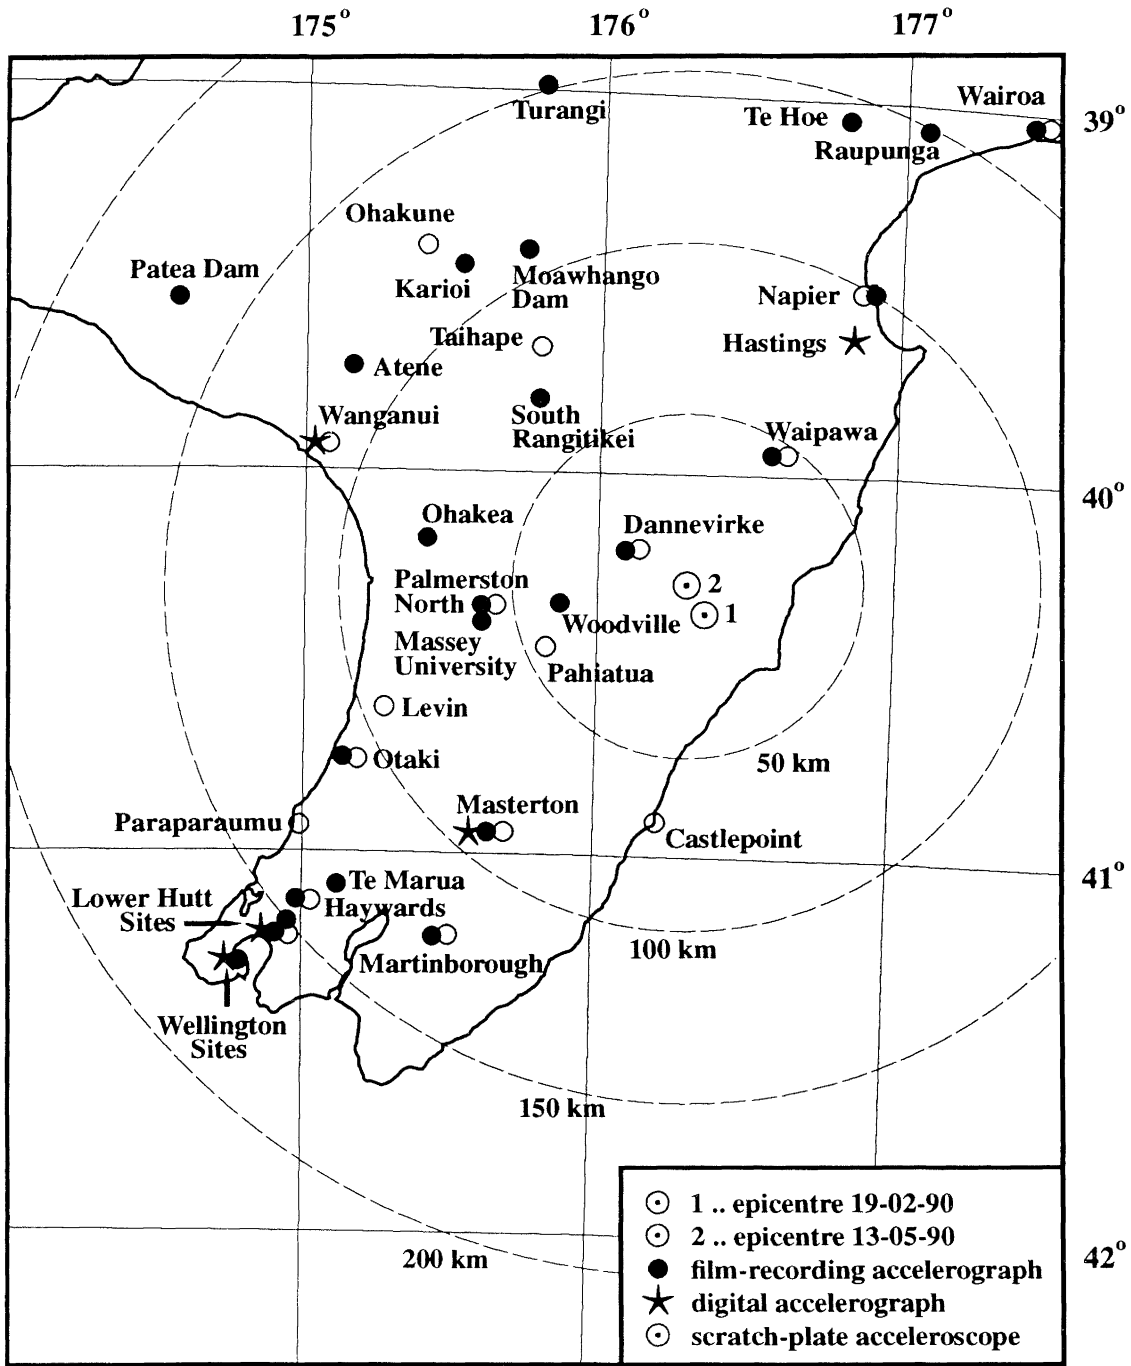 175°
176°
177°
Wairoa
Turangi
Te Hoe
39°
Raupunga
Ohakune
Patea Dam
Karioi
Moawhango
Dam
Napier
Taihape
Hastings
Atene
Wanganui
South
Rangitikei
Waipawa
40°
Ohakea
Dannevirke
Palmerston
North
2
1
Woodville
Massey
University
Pahiatua
Levin
Otaki
50 km
Masterton
Paraparaumu
Castlepoint
Te Marua
41°
Lower Hutt
Sites
Haywards
100 km
Martinborough
Wellington
Sites
150 km
1 .. epicentre 19-02-90
2 .. epicentre 13-05-90
200 km
42°
film-recording accelerograph
digital accelerograph
scratch-plate acceleroscope